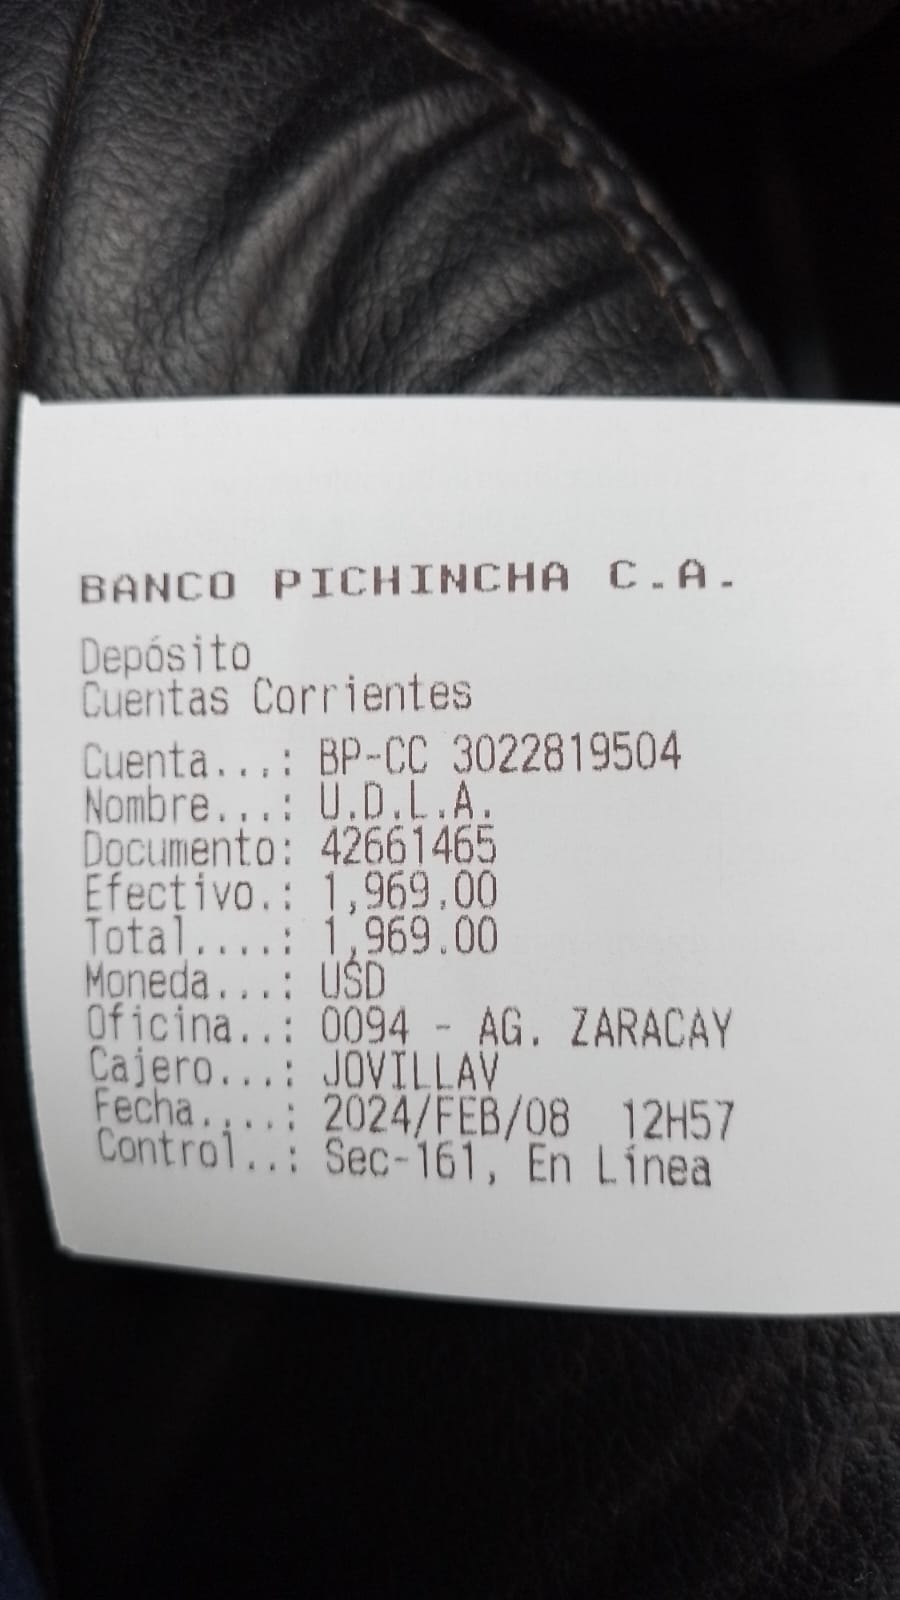 BANCO PICHINCHA C.A.
Depósito
Cuentas Corrientes
Cuenta...: BP-CC 3022819504
Nombre...: U.D.L.A.
Documento: 42661465
Efectivo.: 1,969.00
Total....: 1,969.00
Moneda...: USD
Oficina..: 0094 - AG. ZARACAY
Cajero...: JOVILLAV
Fecha....: 2024/FEB/08 12H57
Control..: Sec-161, En Línea